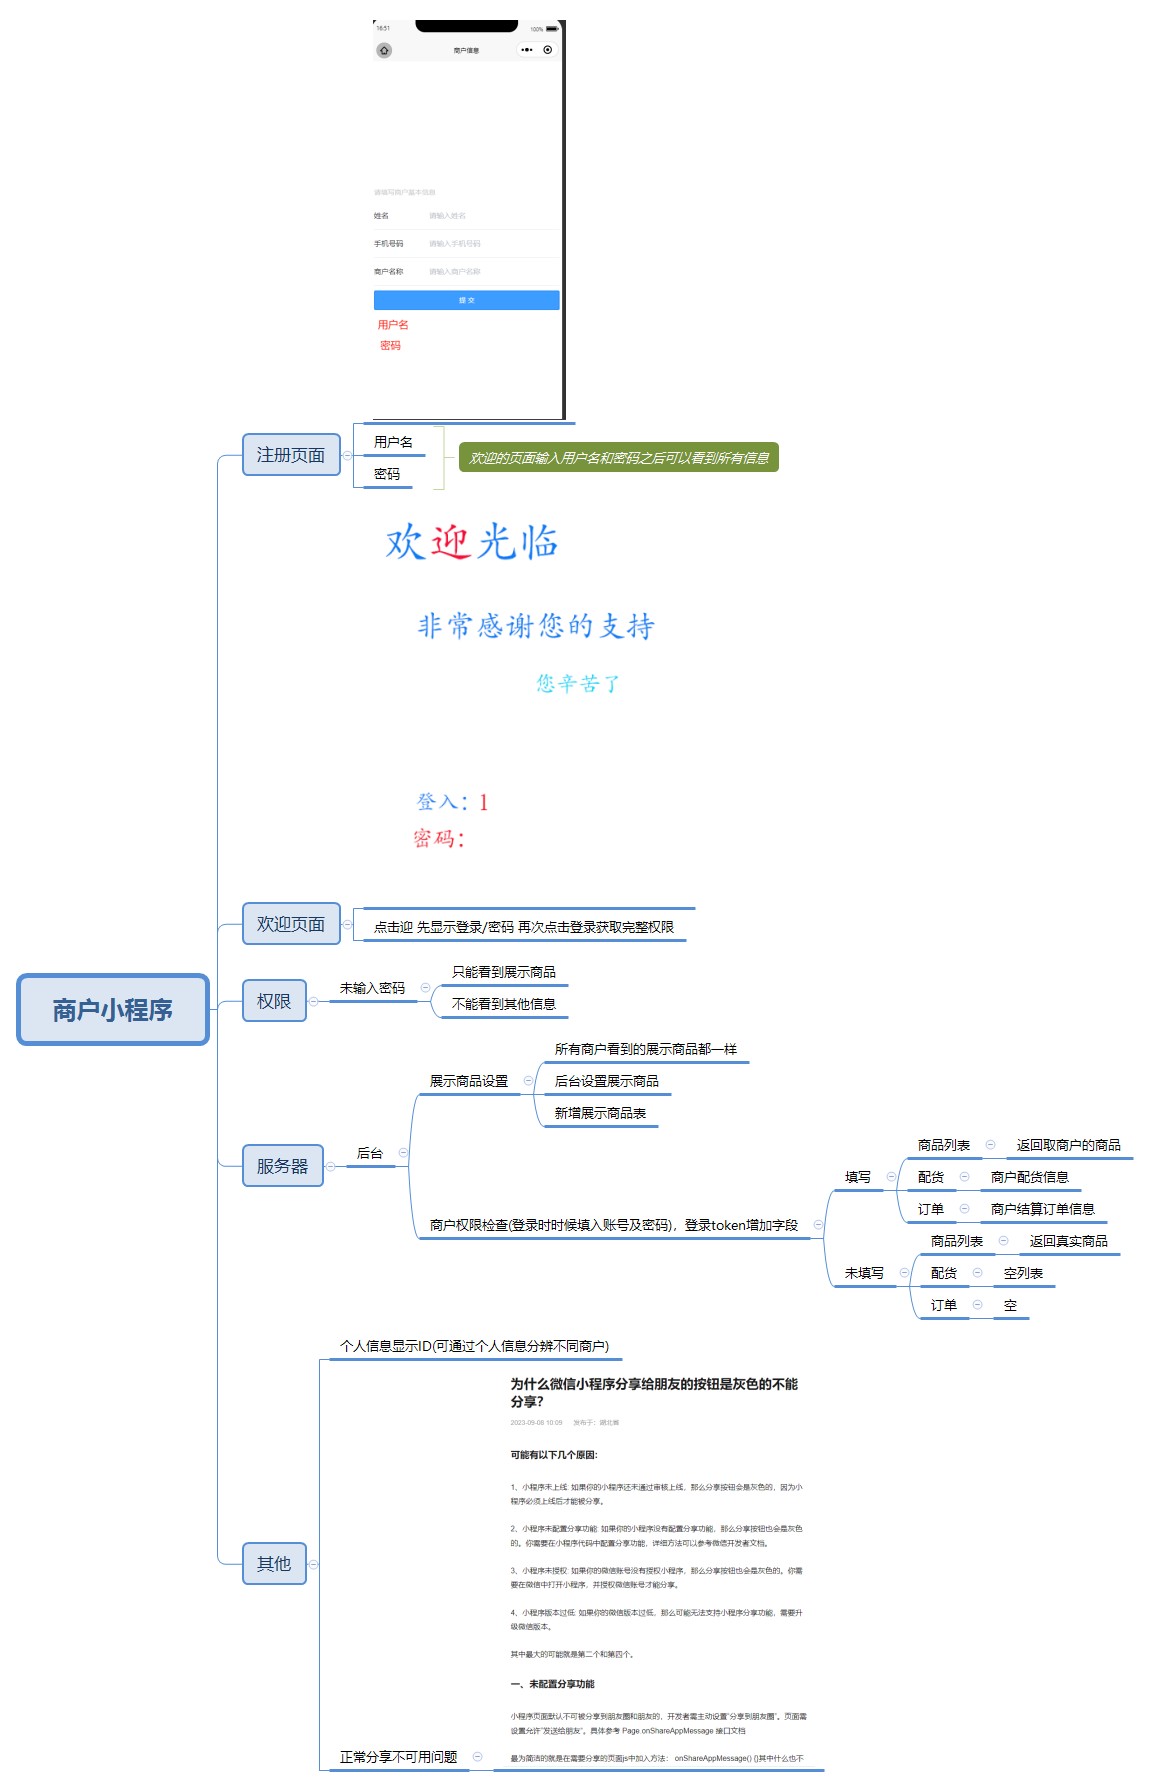 16:51
100%
商户信息
请填写商户基本信息
姓名 请输入姓名
手机号码 请输入手机号码
商户名称 请输入商户名称
提 交
用户名
密码
注册页面
用户名
密码
欢迎的页面输入用户名和密码之后可以看到所有信息
欢迎光临
非常感谢您的支持
您辛苦了
登入：1
密码：
欢迎页面
点击迎 先显示登录/密码 再次点击登录获取完整权限
商户小程序
权限
未输入密码
只能看到展示商品
不能看到其他信息
服务器
后台
展示商品设置
所有商户看到的展示商品都一样
后台设置展示商品
新增展示商品表
商户权限检查(登录时时候填入账号及密码)，登录token增加字段
填写
商品列表 返回取商户的商品
配货 商户配货信息
订单 商户结算订单信息
未填写
商品列表 返回真实商品
配货 空列表
订单 空
其他
个人信息显示ID(可通过个人信息分辨不同商户)
正常分享不可用问题
为什么微信小程序分享给朋友的按钮是灰色的不能
分享?
2023-09-08 10:09 发布于：湖北省
可能有以下几个原因:
1、小程序未上线: 如果你的小程序还未通过审核上线，那么分享按钮会是灰色的，因为小
程序必须上线后才能被分享。
2、小程序未配置分享功能: 如果你的小程序没有配置分享功能，那么分享按钮也会是灰色
的。你需要在小程序代码中配置分享功能，详细方法可以参考微信开发者文档。
3、小程序未授权: 如果你的微信账号没有授权小程序，那么分享按钮也会是灰色的。你需
要在微信中打开小程序，并授权微信账号才能分享。
4、小程序版本过低: 如果你的微信版本过低，那么可能无法支持小程序分享功能，需要升
级微信版本。
其中最大的可能就是第二个和第四个。
一、未配置分享功能
小程序页面默认不可被分享到朋友圈和朋友的，开发者需主动设置“分享到朋友圈”。页面需
设置允许“发送给朋友”。具体参考 Page.onShareAppMessage 接口文档
最为简洁的就是在需要分享的页面js中加入方法： onShareAppMessage() {}其中什么也不